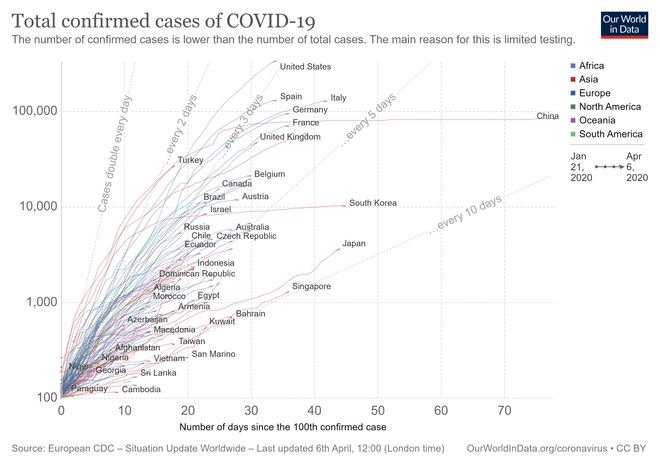 Total confirmed cases of COVID-19
Our World
in Data
The number of confirmed cases is lower than the number of total cases. The main reason for this is limited testing.
Africa
Asia
Europe
North America
Oceania
South America
Jan
21,
2020
Apr
6,
2020
100,000
10,000
1,000
100
Cases double every day
every 2 days
every 3 days
every 5 days
every 10 days
United States
Spain
Italy
Germany
France
China
United Kingdom
Turkey
Belgium
Canada
Brazil
Austria
Israel
South Korea
Russia
Australia
Chile
Czech Republic
Ecuador
Japan
Indonesia
Dominican Republic
Algeria
Singapore
Morocco
Egypt
Armenia
Bahrain
Azerbaijan
Kuwait
Macedonia
Taiwan
Afghanistan
San Marino
Nigeria
Vietnam
Niger
Georgia
Sri Lanka
Paraguay
Cambodia
0
10
20
30
40
50
60
70
Number of days since the 100th confirmed case
Source: European CDC – Situation Update Worldwide – Last updated 6th April, 12:00 (London time)
OurWorldInData.org/coronavirus • CC BY